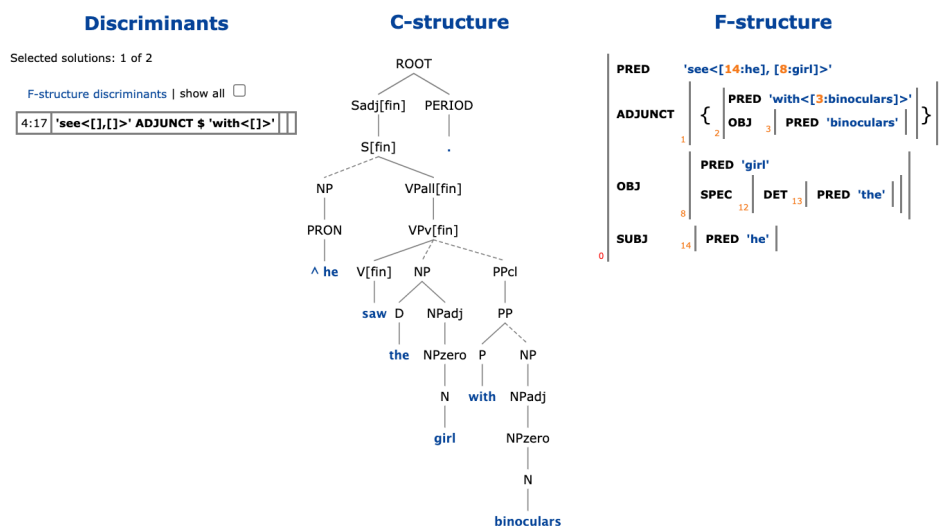 Discriminants
Selected solutions: 1 of 2
F-structure discriminants | show all
4:17 'see<[],[]>' ADJUNCT $ 'with<[]>'
C-structure
ROOT
Sadj[fin] PERIOD
S[fin] .
NP VPall[fin]
PRON VPv[fin]
^ he V[fin] NP PPcl
saw D NPadj PP
the NPzero P NP
N with NPadj
girl NPzero
N
binoculars
F-structure
PRED 'see<[14:he], [8:girl]>'
PRED 'with<[3:binoculars]>'
ADJUNCT { OBJ PRED 'binoculars' }
1 2 3
PRED 'girl'
OBJ SPEC DET PRED 'the'
8 12 13
SUBJ PRED 'he'
14
0